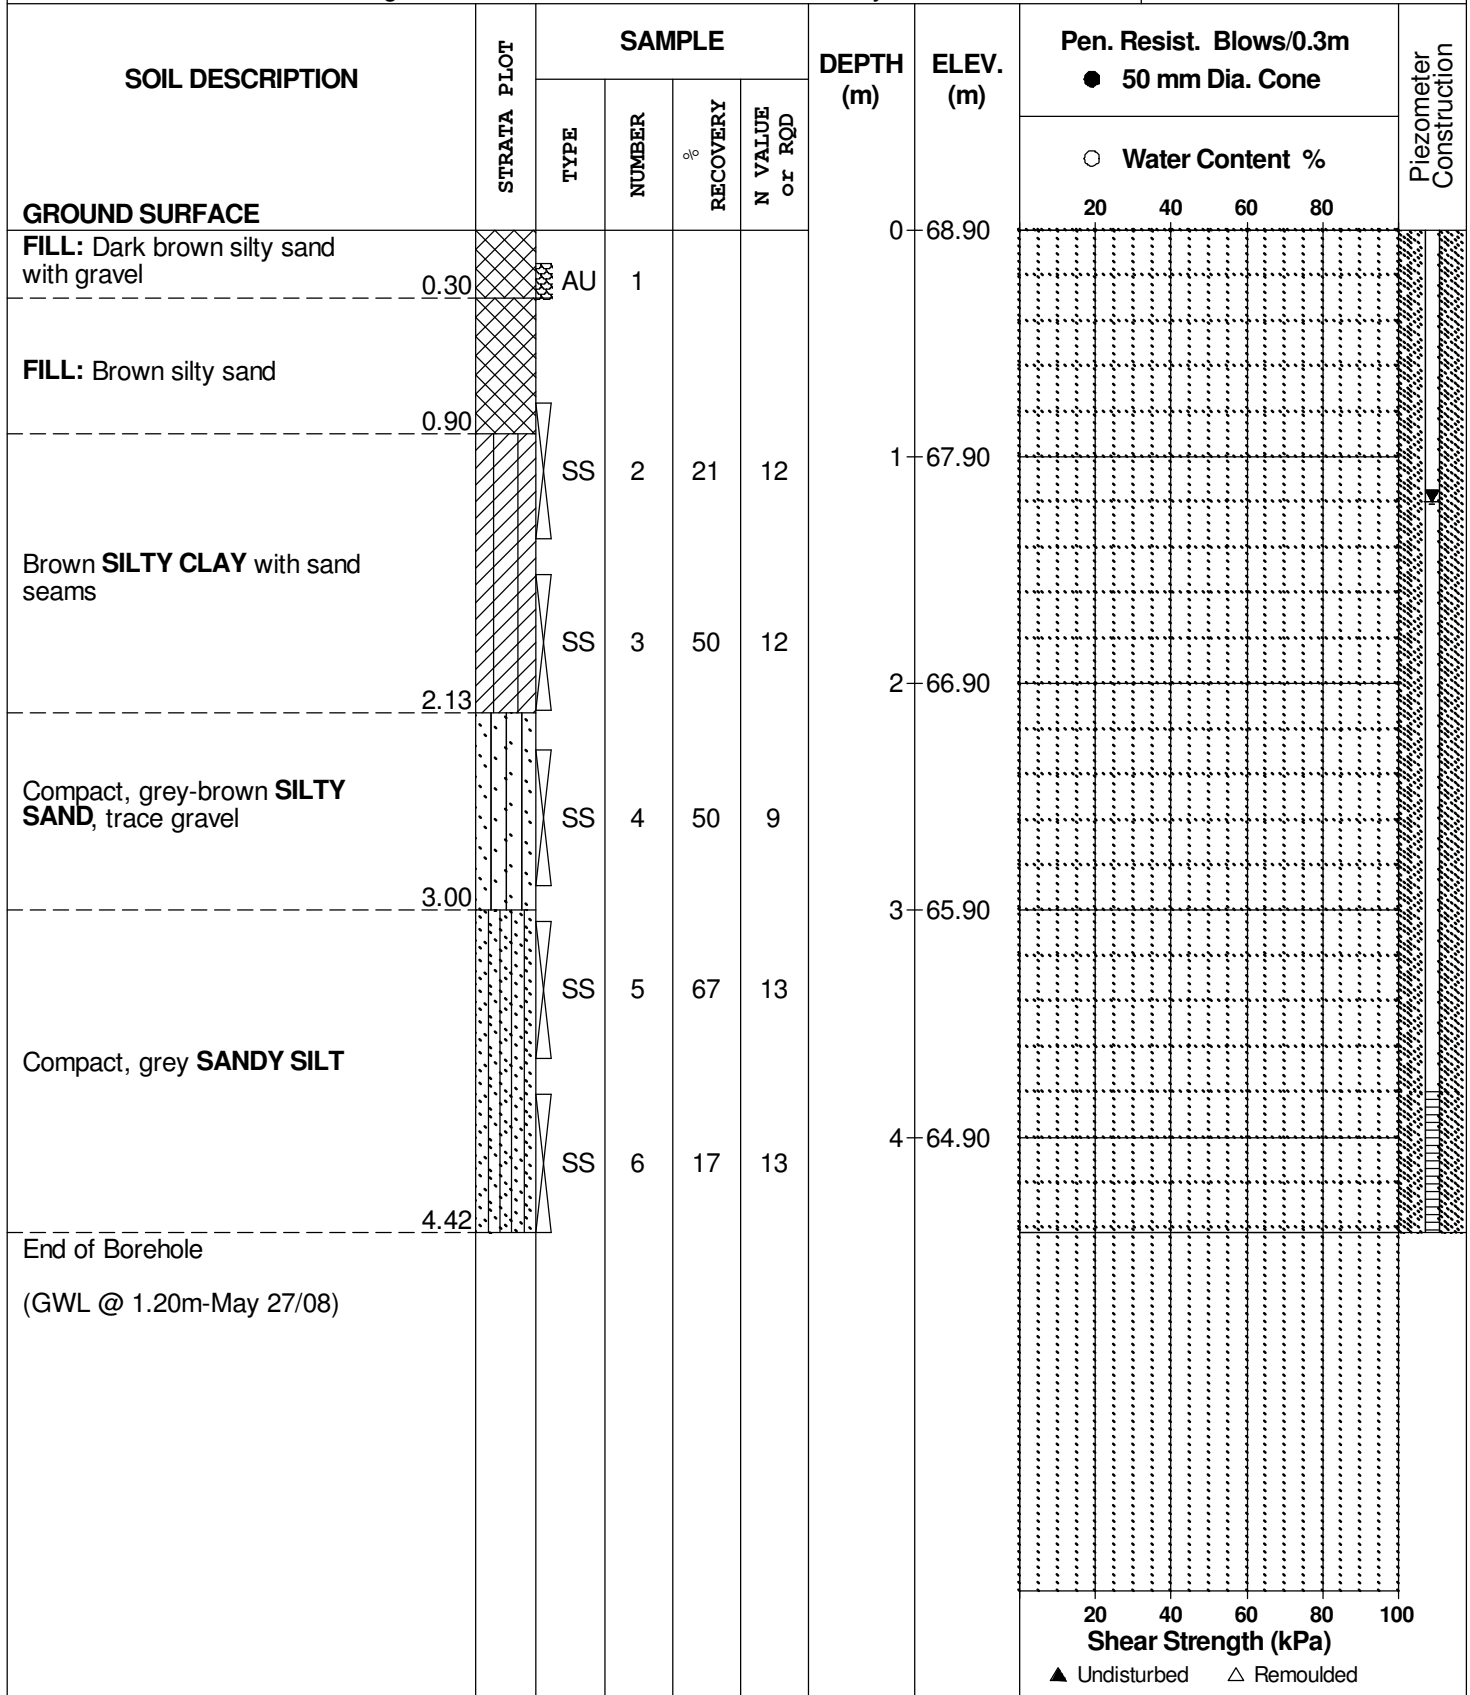 SOIL DESCRIPTION
STRATA PLOT
SAMPLE
TYPE
NUMBER
% RECOVERY
N VALUE or RQD
DEPTH (m)
ELEV. (m)
Pen. Resist. Blows/0.3m
● 50 mm Dia. Cone
○ Water Content %
20 40 60 80
Piezometer Construction
GROUND SURFACE
0 68.90
FILL: Dark brown silty sand
with gravel
0.30
AU 1
FILL: Brown silty sand
0.90
1 67.90
SS 2 21 12
Brown SILTY CLAY with sand
seams
SS 3 50 12
2 66.90
2.13
Compact, grey-brown SILTY
SAND, trace gravel
SS 4 50 9
3.00
3 65.90
SS 5 67 13
Compact, grey SANDY SILT
4 64.90
SS 6 17 13
4.42
End of Borehole
(GWL @ 1.20m-May 27/08)
20 40 60 80 100
Shear Strength (kPa)
▲ Undisturbed △ Remoulded